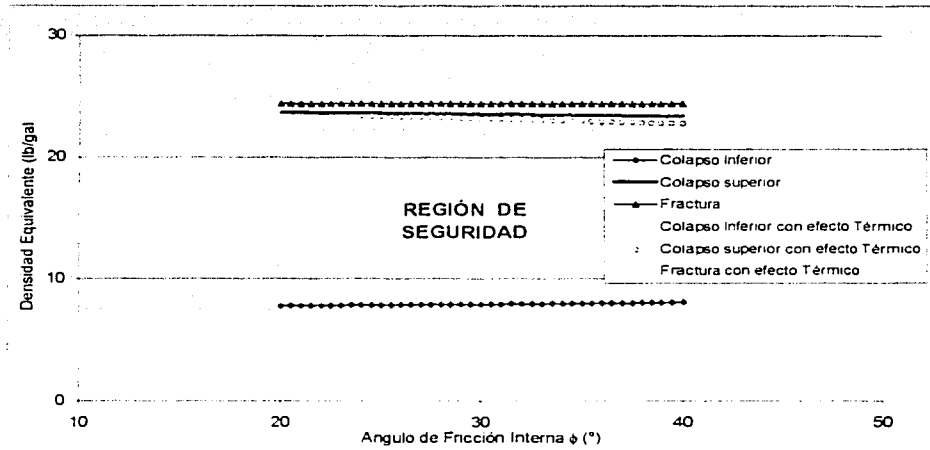 30
20
10
0
Densidad Equivalente (lb/gal)
REGIÓN DE
SEGURIDAD
Colapso Inferior
Colapso superior
Fractura
Colapso Inferior con efecto Térmico
Colapso superior con efecto Térmico
Fractura con efecto Térmico
10 20 30 40 50
Angulo de Fricción Interna ϕ (°)